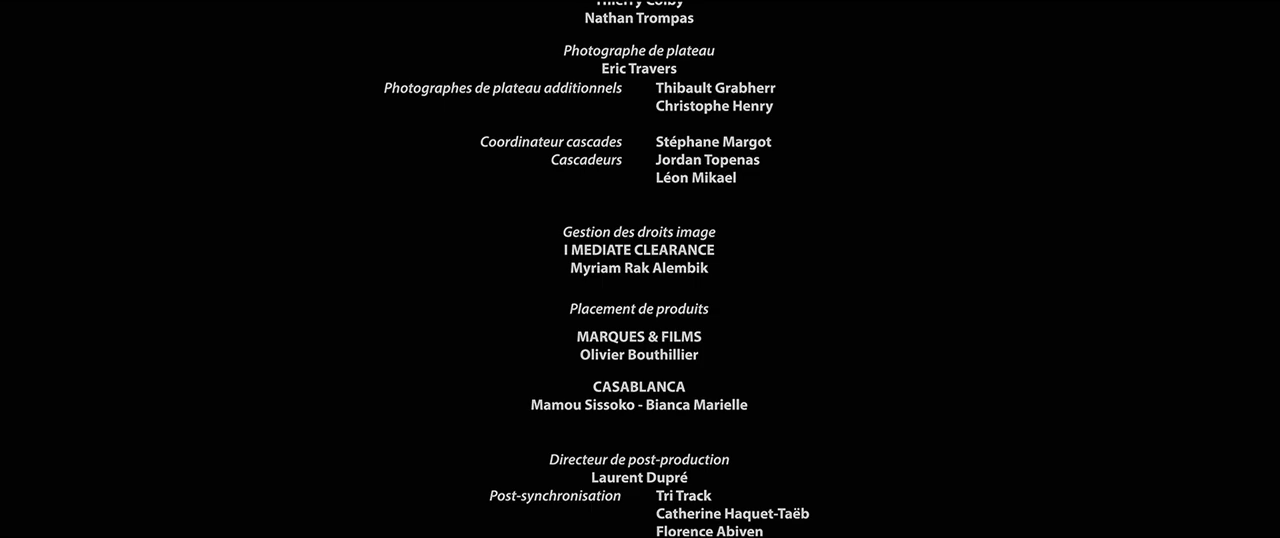 Nathan Trompas
Photographe de plateau
Eric Travers
Photographes de plateau additionnels Thibault Grabherr
Christophe Henry
Coordinateur cascades Stéphane Margot
Cascadeurs Jordan Topenas
Léon Mikael
Gestion des droits image
I MEDIATE CLEARANCE
Myriam Rak Alembik
Placement de produits
MARQUES & FILMS
Olivier Bouthillier
CASABLANCA
Mamou Sissoko - Bianca Marielle
Directeur de post-production
Laurent Dupré
Post-synchronisation Tri Track
Catherine Haquet-Taëb
Florence Abiven